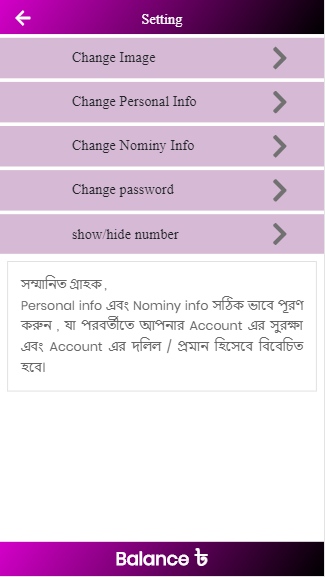 Setting
Change Image
Change Personal Info
Change Nominy Info
Change password
show/hide number
সম্মানিত গ্রাহক ,
Personal info এবং Nominy info সঠিক ভাবে পূরণ
করুন , যা পরবর্তীতে আপনার Account এর সুরক্ষা
এবং Account এর দলিল / প্রমান হিসেবে বিবেচিত
হবে।
Balance ৳